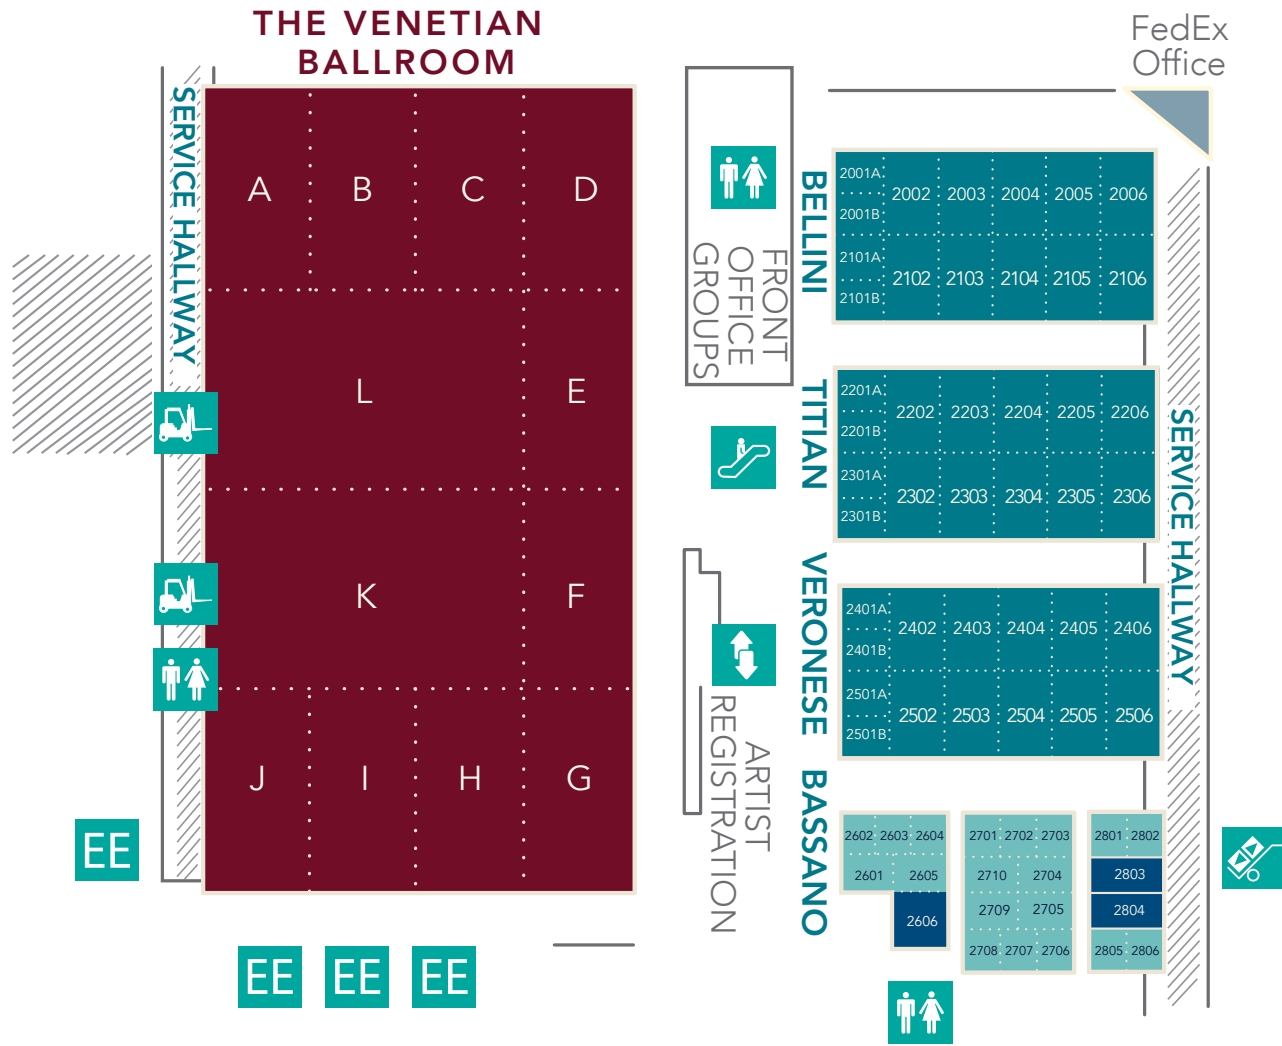 THE VENETIAN
BALLROOM
FedEx
Office
SERVICE HALLWAY
A B C D
L E
K F
J I H G
EE
EE EE EE
FRONT
OFFICE
GROUPS
ARTIST
REGISTRATION
BELLINI
2001A
2001B
2002 2003 2004 2005 2006
2101A
2101B
2102 2103 2104 2105 2106
TITIAN
2201A
2201B
2202 2203 2204 2205 2206
2301A
2301B
2302 2303 2304 2305 2306
VERONESE
2401A
2401B
2402 2403 2404 2405 2406
2501A
2501B
2502 2503 2504 2505 2506
BASSANO
2602 2603 2604
2601 2605
2606
2701 2702 2703
2710 2704
2709 2705
2708 2707 2706
2801 2802
2803
2804
2805 2806
SERVICE HALLWAY